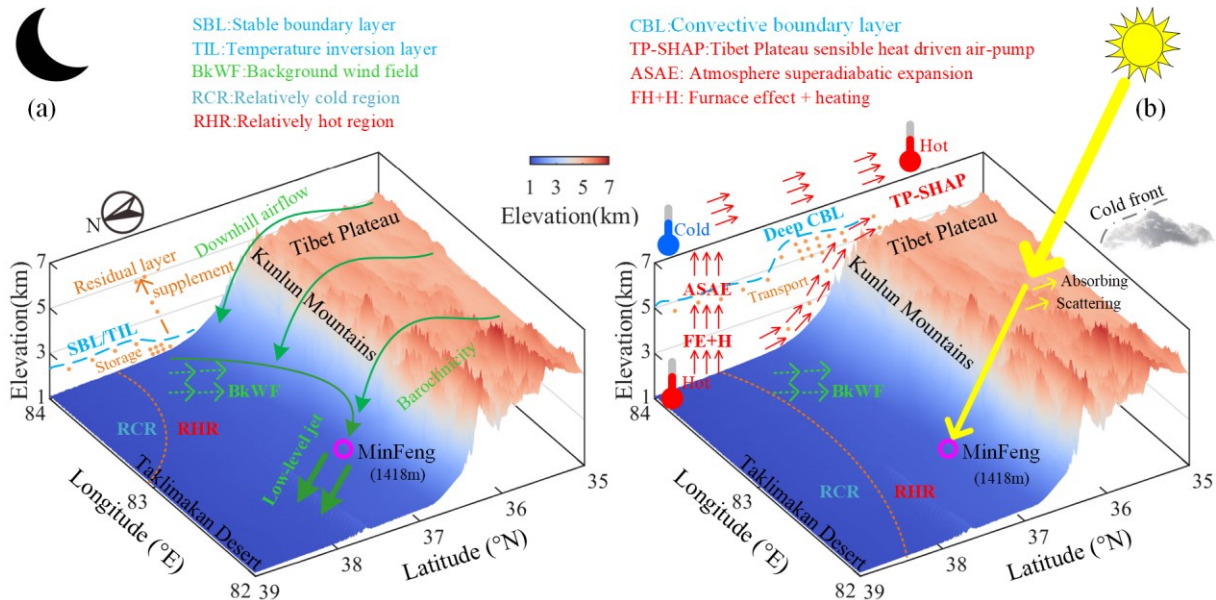 SBL:Stable boundary layer
TIL:Temperature inversion layer
BkWF:Background wind field
RCR:Relatively cold region
RHR:Relatively hot region
(a)
N
Downhill airflow
Tibet Plateau
Kunlun Mountains
Residual layer
supplement
SBL/TIL
Storage
BkWF
Baroclinicity
RCR
RHR
Low-level jet
MinFeng
(1418m)
Taklimakan Desert
Elevation(km)
7
5
3
1
84
83
82
Longitude (°E)
39
38
37
36
35
Latitude (°N)
1 3 5 7
Elevation(km)
CBL:Convective boundary layer
TP-SHAP:Tibet Plateau sensible heat driven air-pump
ASAE: Atmosphere superadiabatic expansion
FH+H: Furnace effect + heating
(b)
Hot
TP-SHAP
Cold front
Cold
Deep CBL
Tibet Plateau
Kunlun Mountains
Absorbing
Scattering
ASAE
Transport
FE+H
Hot
BkWF
RCR
RHR
MinFeng
(1418m)
Taklimakan Desert
Elevation(km)
7
5
3
1
84
83
82
Longitude (°E)
39
38
37
36
35
Latitude (°N)